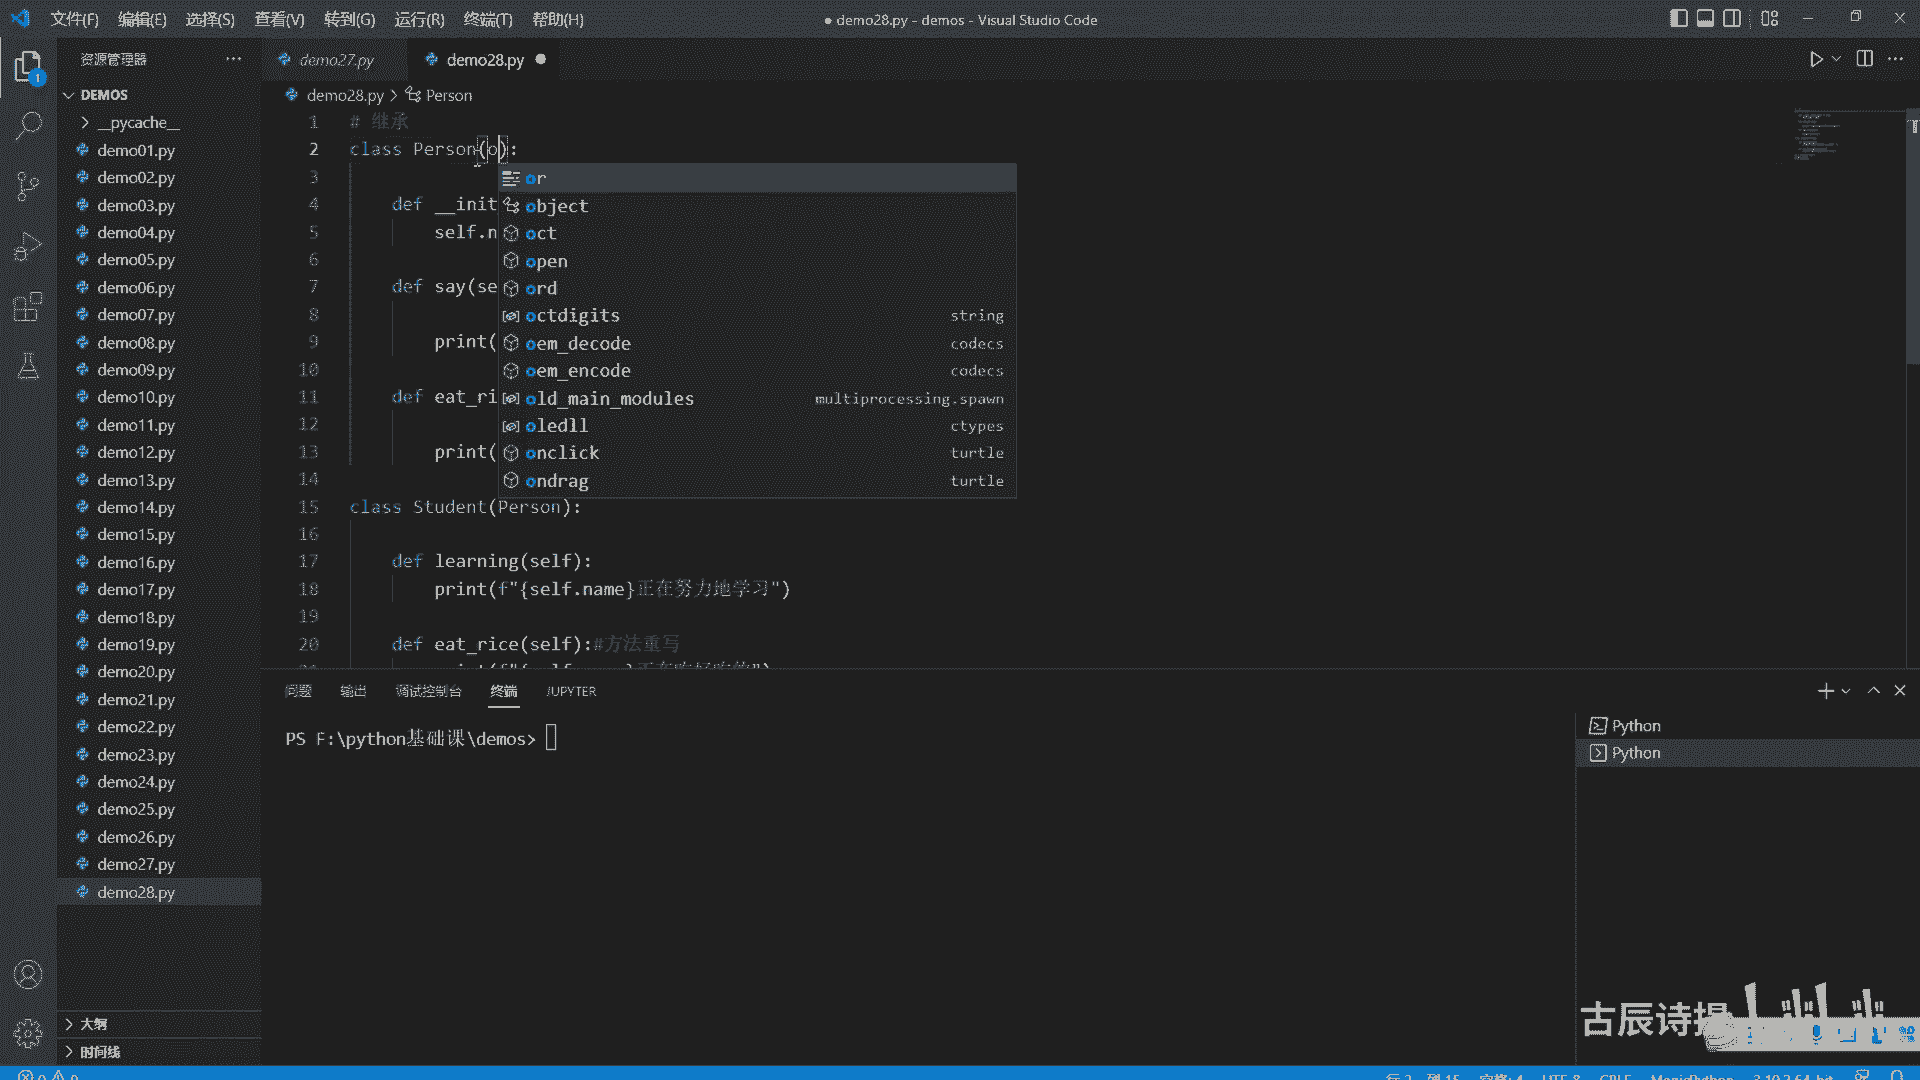 文件(F) 编辑(E) 选择(S) 查看(V) 转到(G) 运行(R) 终端(T) 帮助(H)
● demo28.py - demos - Visual Studio Code
资源管理器
demo27.py
demo28.py
DEMOS
__pycache__
demo01.py
demo02.py
demo03.py
demo04.py
demo05.py
demo06.py
demo07.py
demo08.py
demo09.py
demo10.py
demo11.py
demo12.py
demo13.py
demo14.py
demo15.py
demo16.py
demo17.py
demo18.py
demo19.py
demo20.py
demo21.py
demo22.py
demo23.py
demo24.py
demo25.py
demo26.py
demo27.py
demo28.py
大纲
时间线
1
demo28.py > Person
1 # 继承
2 class Person(o):
3
4 def __init
5 self.n
6
7 def say(se
8
9 print(
10
11 def eat_ri
12
13 print(
14
15 class Student(Person):
16
17 def learning(self):
18 print(f"{self.name}正在努力地学习")
19
20 def eat_rice(self):#方法重写
or
object
oct
open
ord
octdigits string
oem_decode codecs
oem_encode codecs
old_main_modules multiprocessing.spawn
oledll ctypes
onclick turtle
ondrag turtle
问题 输出 调试控制台 终端 JUPYTER
PS F:\python基础课\demos>
Python
Python
古辰诗提